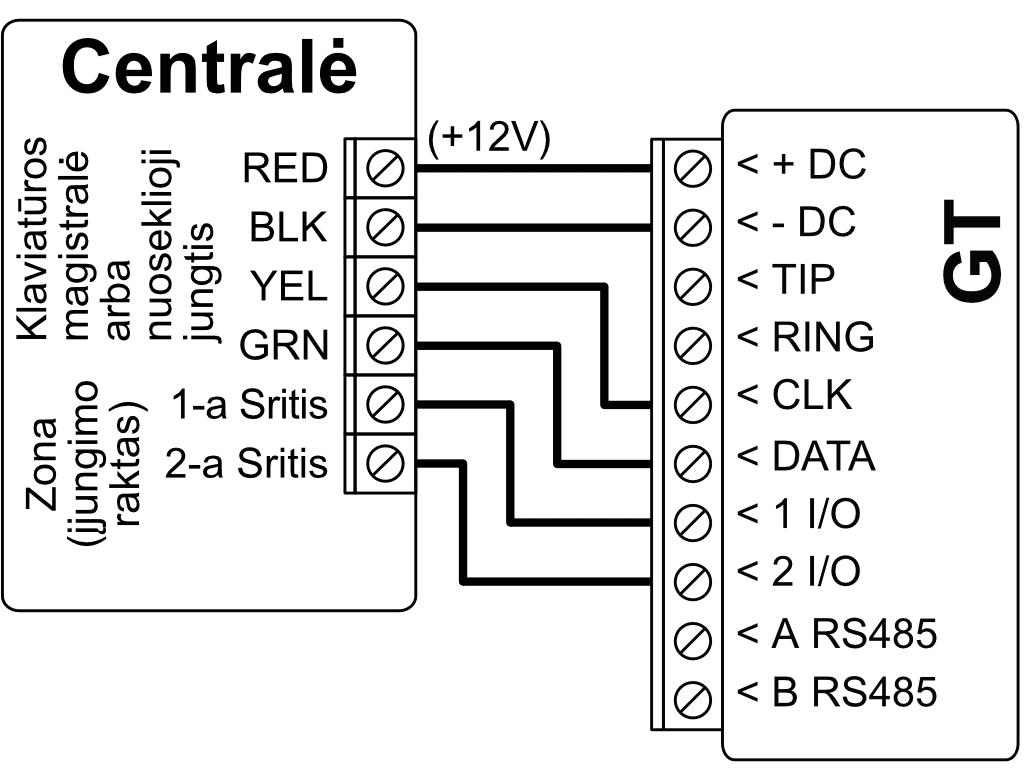 Centralė
(+12V)
Klaviatūros
magistralė
arba
nuoseklioji
jungtis
RED
BLK
YEL
GRN
Zona
(įjungimo
raktas)
1-a Sritis
2-a Sritis
GT
< + DC
< - DC
< TIP
< RING
< CLK
< DATA
< 1 I/O
< 2 I/O
< A RS485
< B RS485